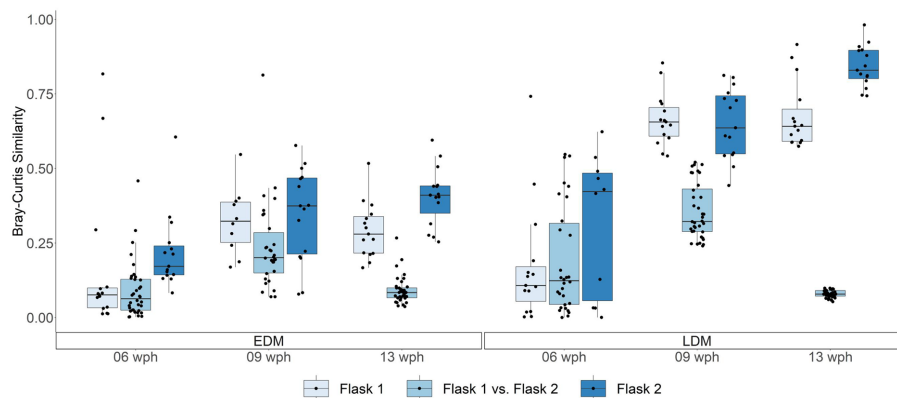 Bray-Curtis Similarity
1.00
0.75
0.50
0.25
0.00
EDM LDM
06 wph 09 wph 13 wph 06 wph 09 wph 13 wph
Flask 1 Flask 1 vs. Flask 2 Flask 2